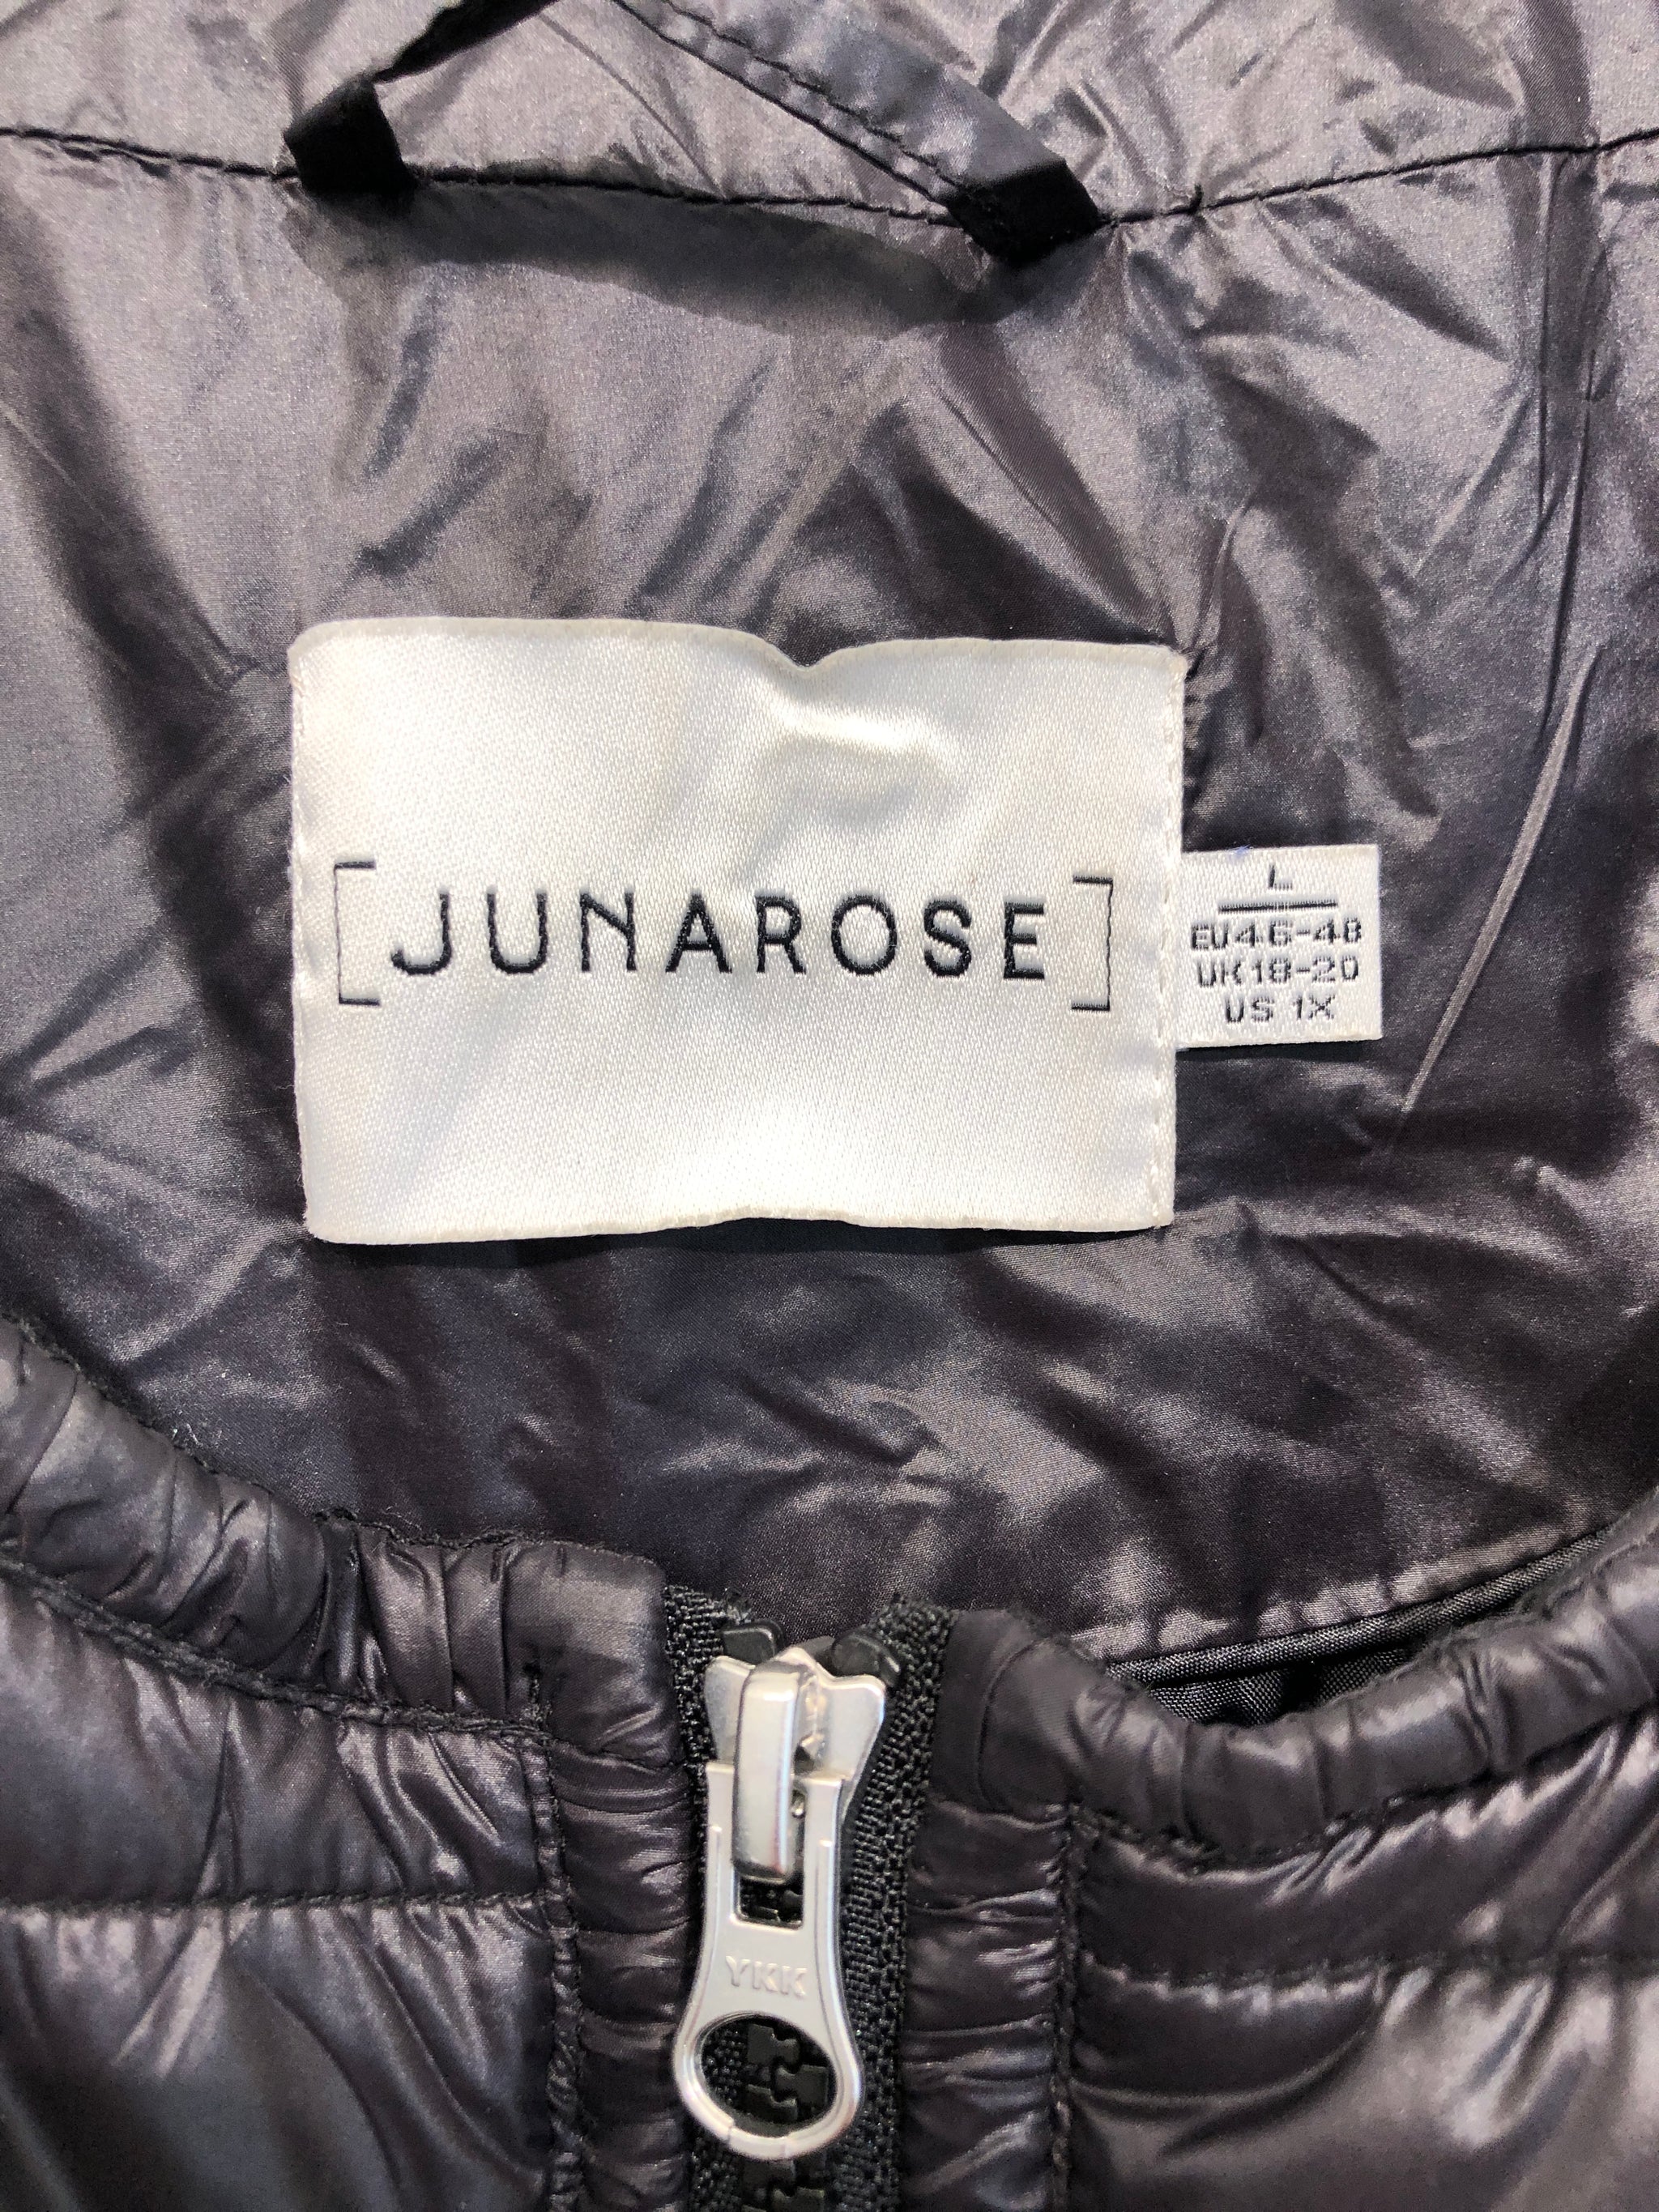 [JUNAROSE]
L
EU46-48
UK18-20
US 1X
YKK